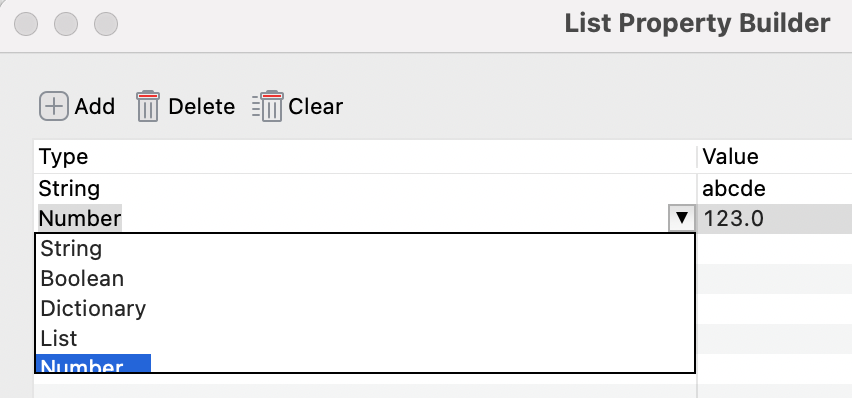 List Property Builder
Add Delete Clear
Type Value
String abcde
Number 123.0
String
Boolean
Dictionary
List
Number